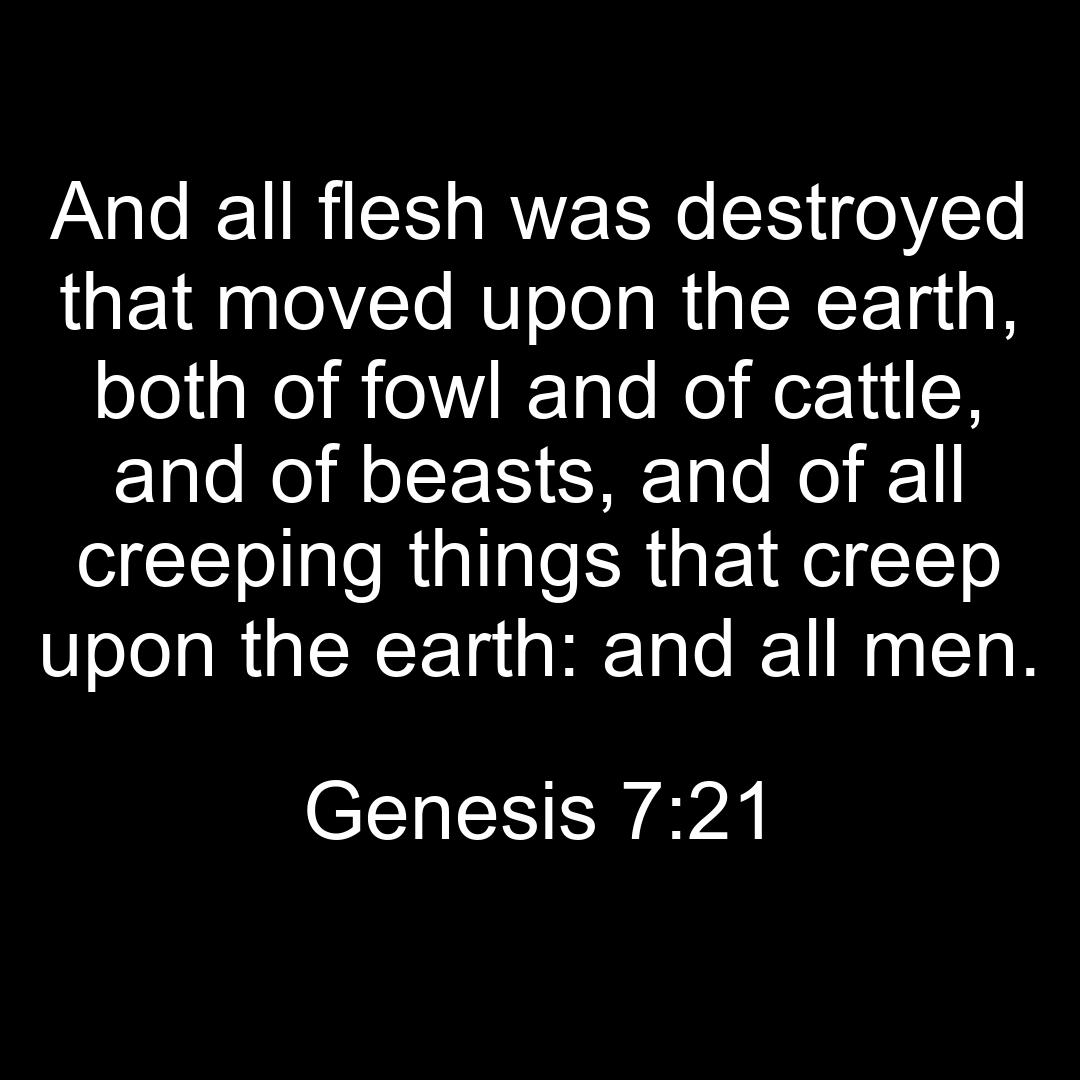 And all flesh was destroyed
that moved upon the earth,
both of fowl and of cattle,
and of beasts, and of all
creeping things that creep
upon the earth: and all men.
Genesis 7:21